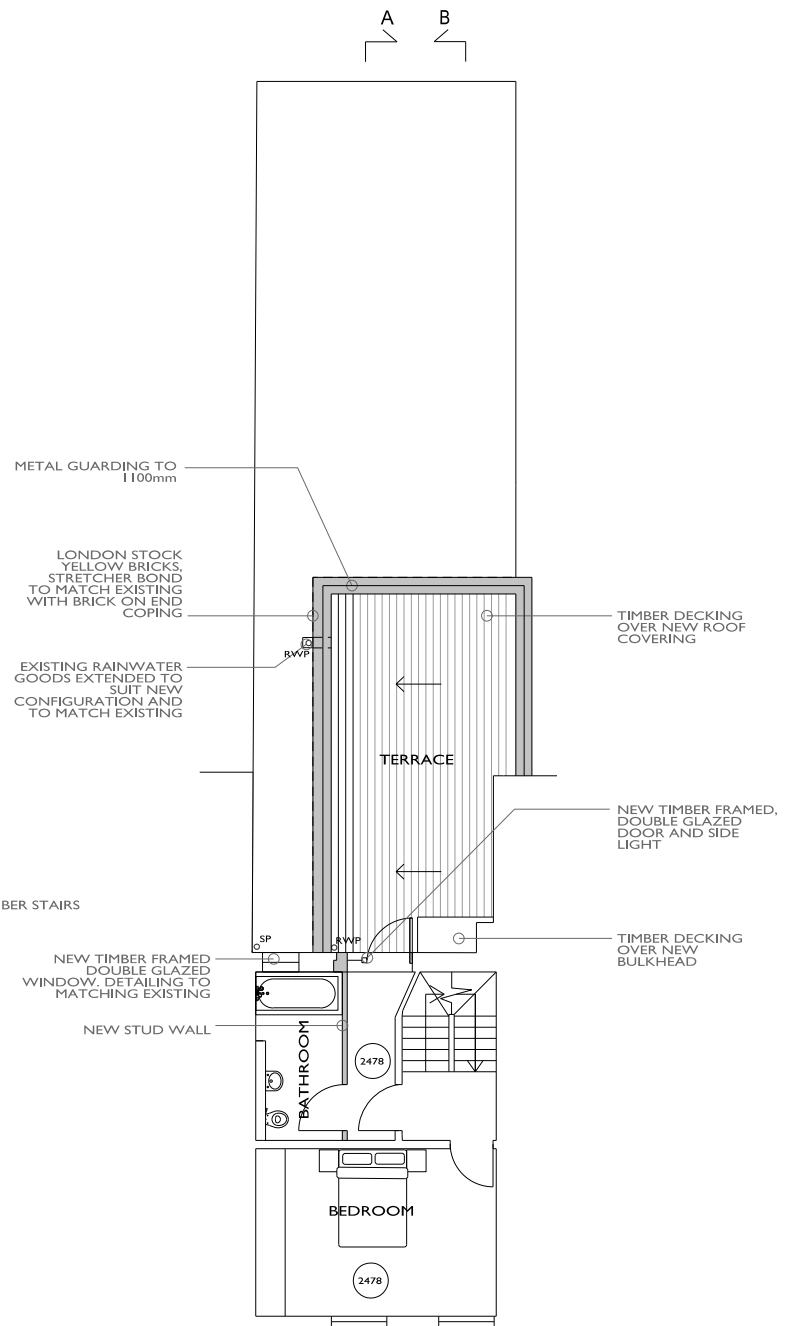 A
B
METAL GUARDING TO
1100mm
LONDON STOCK
YELLOW BRICKS,
STRETCHER BOND
TO MATCH EXISTING
WITH BRICK ON END
COPING
TIMBER DECKING
OVER NEW ROOF
COVERING
RWP
EXISTING RAINWATER
GOODS EXTENDED TO
SUIT NEW
CONFIGURATION AND
TO MATCH EXISTING
TERRACE
NEW TIMBER FRAMED,
DOUBLE GLAZED
DOOR AND SIDE
LIGHT
BER STAIRS
SP
RWP
TIMBER DECKING
OVER NEW
BULKHEAD
NEW TIMBER FRAMED
DOUBLE GLAZED
WINDOW. DETAILING TO
MATCHING EXISTING
NEW STUD WALL
BATHROOM
2478
BEDROOM
2478